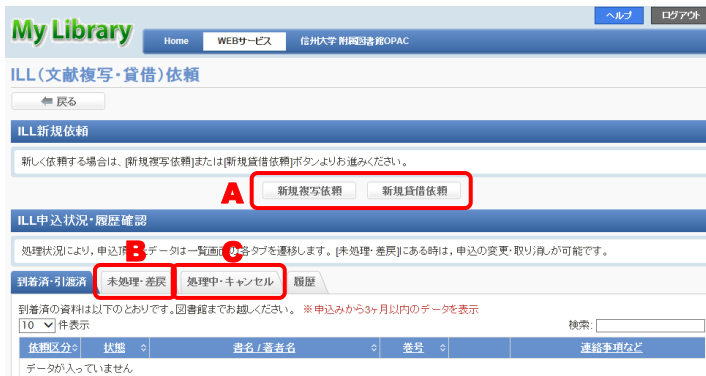 ヘルプ ログアウト
My Library
Home WEBサービス 信州大学 附属図書館OPAC
ILL(文献複写・貸借)依頼
戻る
ILL新規依頼
新しく依頼する場合は、[新規複写依頼]または[新規貸借依頼]ボタンよりお進みください。
A 新規複写依頼 新規貸借依頼
ILL申込状況・履歴確認
B C
処理状況により，申込 データは一覧画面の各タブを遷移します。[未処理・差戻]にある時は，申込の変更・取り消しが可能です。
到着済・引渡済 未処理・差戻 処理中・キャンセル 履歴
到着済の資料は以下のとおりです。図書館までお越しください。 ※申込みから3ヶ月以内のデータを表示
10 件表示 検索:
依頼区分 状態 書名 / 著者名 巻号 連絡事項など
データが入っていません